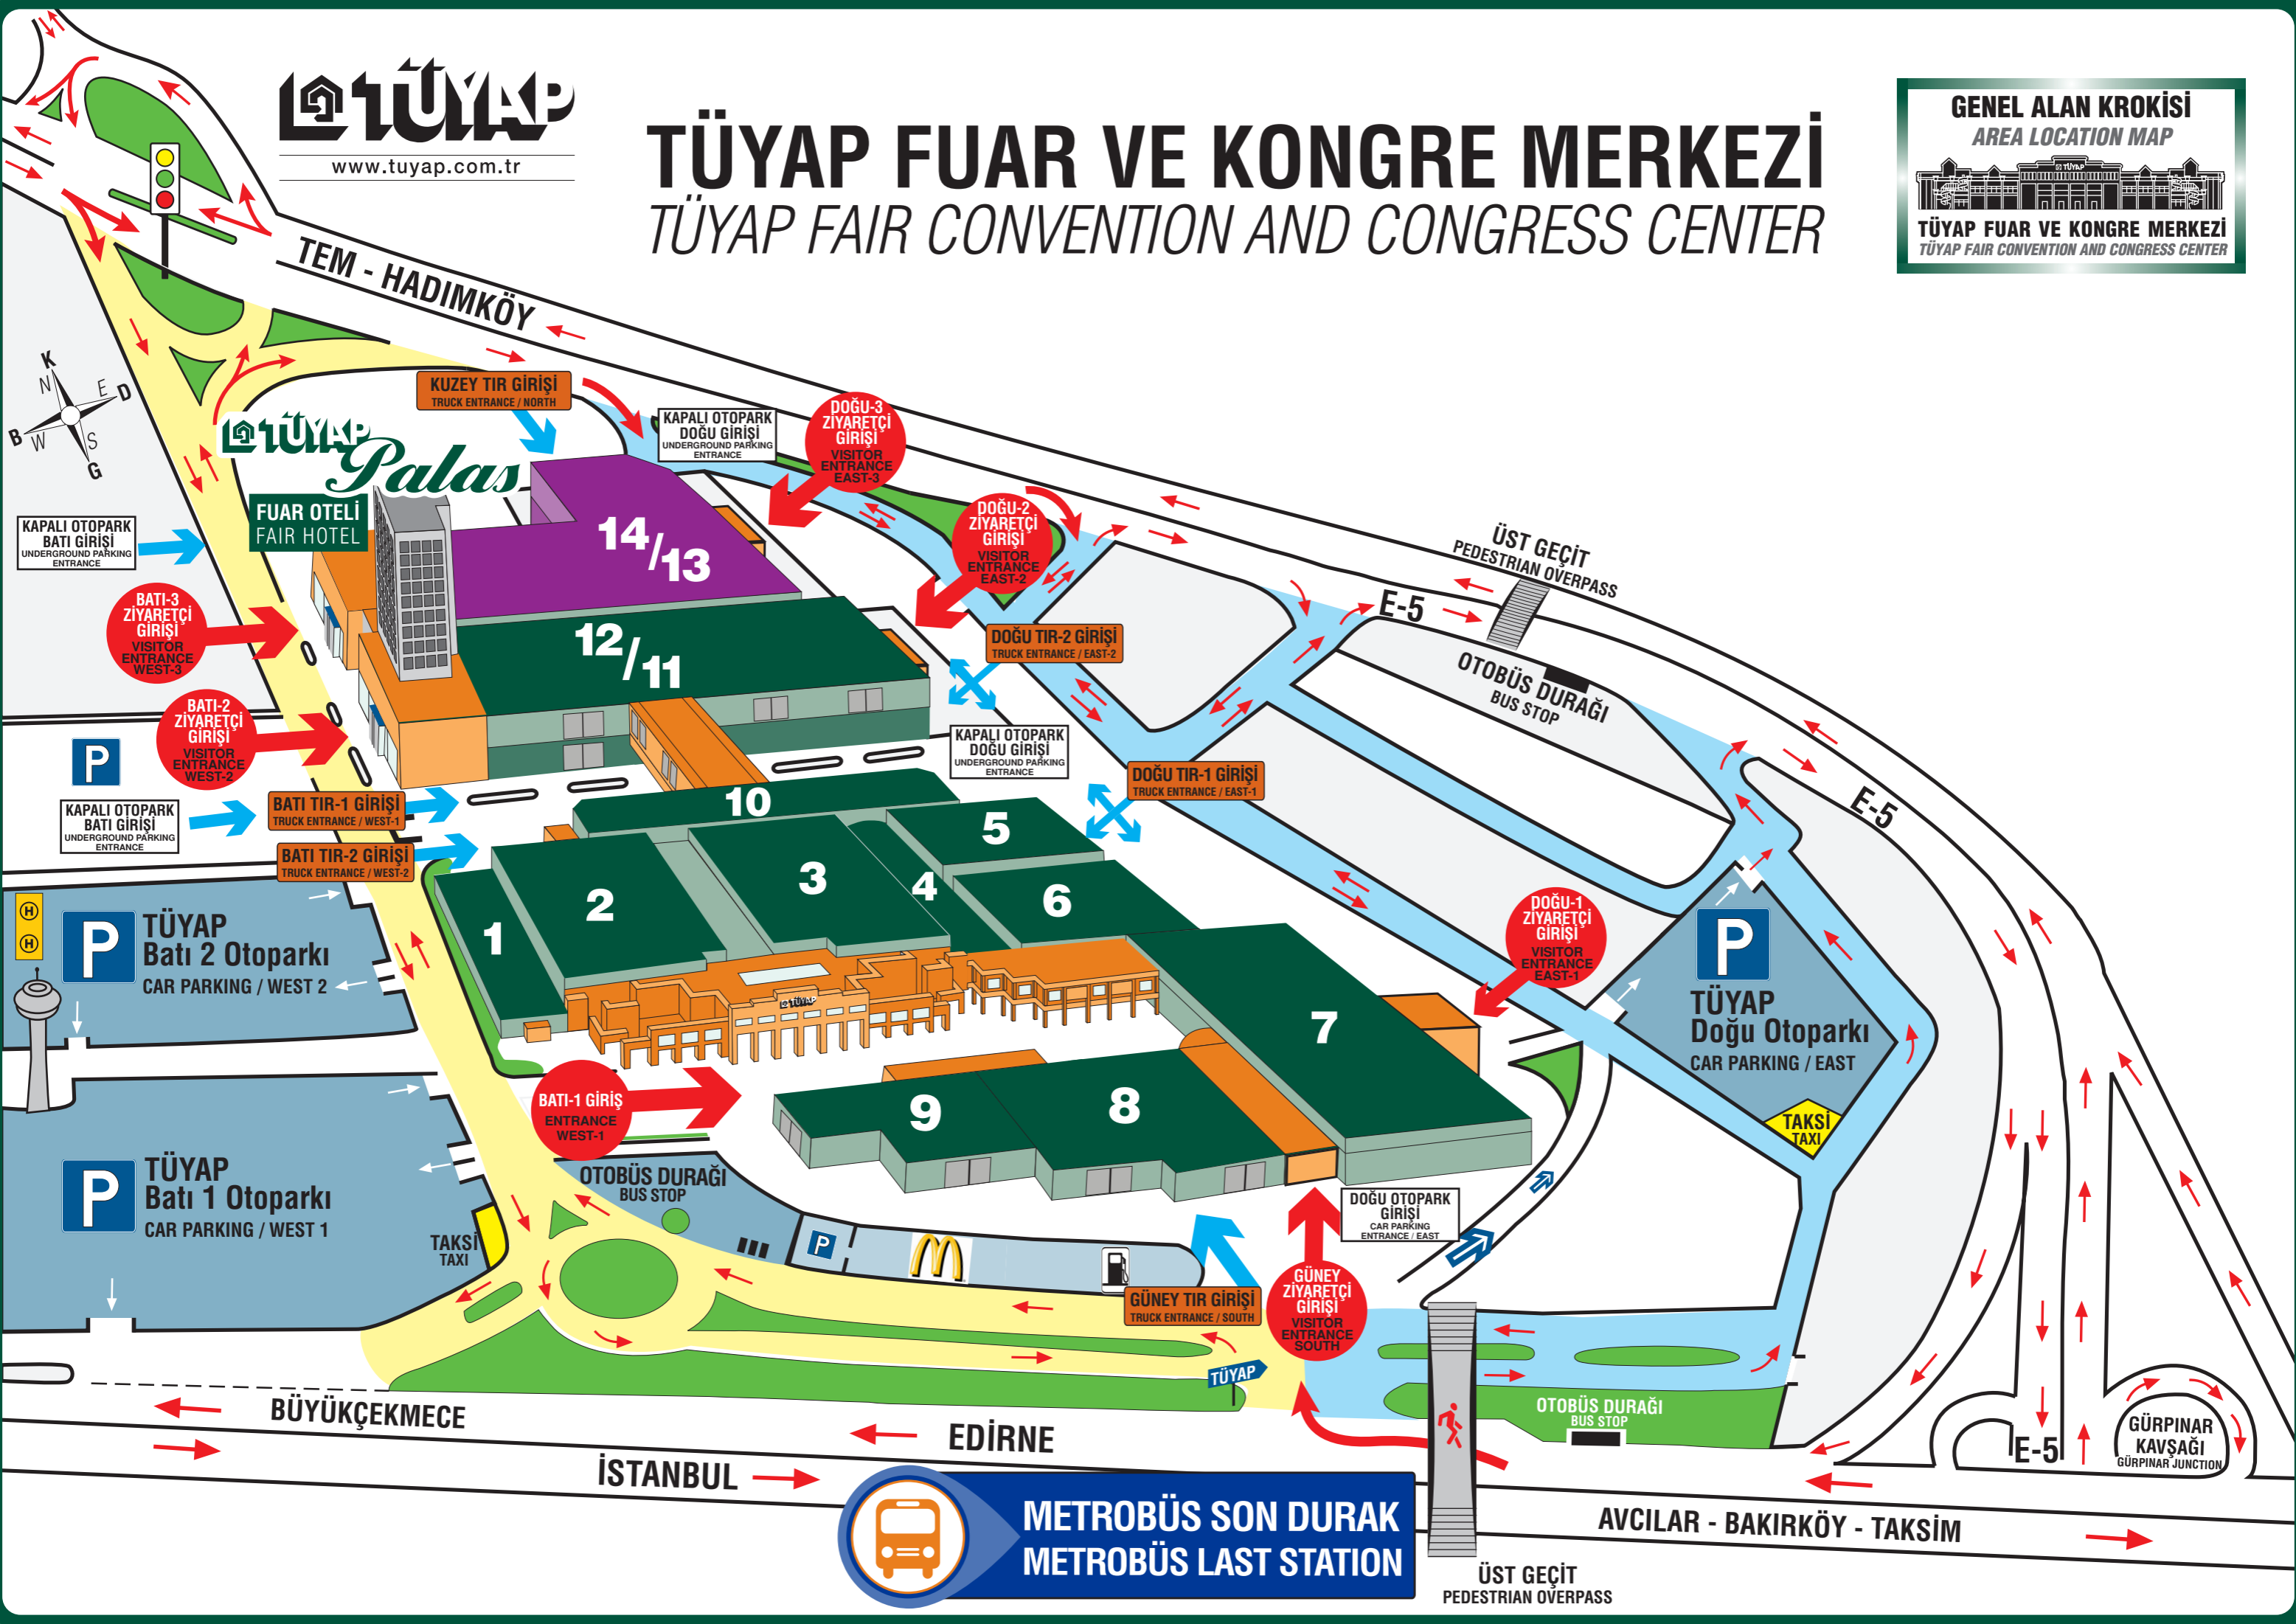 TÜYAP
www.tuyap.com.tr
TÜYAP FUAR VE KONGRE MERKEZİ
TÜYAP FAIR CONVENTION AND CONGRESS CENTER
GENEL ALAN KROKİSİ
AREA LOCATION MAP
TÜYAP
TÜYAP FUAR VE KONGRE MERKEZİ
TÜYAP FAIR CONVENTION AND CONGRESS CENTER
TEM - HADIMKÖY
K
N
E
D
B
W
S
G
KUZEY TIR GİRİŞİ
TRUCK ENTRANCE / NORTH
KAPALI OTOPARK
DOĞU GİRİŞİ
UNDERGROUND PARKING
ENTRANCE
DOĞU-3
ZİYARETÇİ
GİRİŞİ
VISITOR
ENTRANCE
EAST-3
TÜYAP
Palas
FUAR OTELİ
FAIR HOTEL
KAPALI OTOPARK
BATI GİRİŞİ
UNDERGROUND PARKING
ENTRANCE
DOĞU-2
ZİYARETÇİ
GİRİŞİ
VISITOR
ENTRANCE
EAST-2
14/13
ÜST GEÇİT
PEDESTRIAN OVERPASS
E-5
BATI-3
ZİYARETÇİ
GİRİŞİ
VISITOR
ENTRANCE
WEST-3
12/11
DOĞU TIR-2 GİRİŞİ
TRUCK ENTRANCE / EAST-2
OTOBÜS DURAĞI
BUS STOP
BATI-2
ZİYARETÇİ
GİRİŞİ
VISITOR
ENTRANCE
WEST-2
P
KAPALI OTOPARK
DOĞU GİRİŞİ
UNDERGROUND PARKING
ENTRANCE
DOĞU TIR-1 GİRİŞİ
TRUCK ENTRANCE / EAST-1
E-5
KAPALI OTOPARK
BATI GİRİŞİ
UNDERGROUND PARKING
ENTRANCE
BATI TIR-1 GİRİŞİ
TRUCK ENTRANCE / WEST-1
BATI TIR-2 GİRİŞİ
TRUCK ENTRANCE / WEST-2
10
5
3
4
6
2
1
H
H
P
TÜYAP
Batı 2 Otoparkı
CAR PARKING / WEST 2
TÜYAP
DOĞU-1
ZİYARETÇİ
GİRİŞİ
VISITOR
ENTRANCE
EAST-1
P
TÜYAP
Doğu Otoparkı
CAR PARKING / EAST
TAKSİ
TAXI
7
8
9
BATI-1 GİRİŞ
ENTRANCE
WEST-1
P
TÜYAP
Batı 1 Otoparkı
CAR PARKING / WEST 1
TAKSİ
TAXI
OTOBÜS DURAĞI
BUS STOP
P
M
DOĞU OTOPARK
GİRİŞİ
CAR PARKING
ENTRANCE / EAST
GÜNEY TIR GİRİŞİ
TRUCK ENTRANCE / SOUTH
GÜNEY
ZİYARETÇİ
GİRİŞİ
VISITOR
ENTRANCE
SOUTH
TÜYAP
OTOBÜS DURAĞI
BUS STOP
E-5
GÜRPINAR
KAVŞAĞI
GÜRPINAR JUNCTION
BÜYÜKÇEKMECE
EDİRNE
İSTANBUL
AVCILAR - BAKIRKÖY - TAKSİM
METROBÜS SON DURAK
METROBÜS LAST STATION
ÜST GEÇİT
PEDESTRIAN OVERPASS